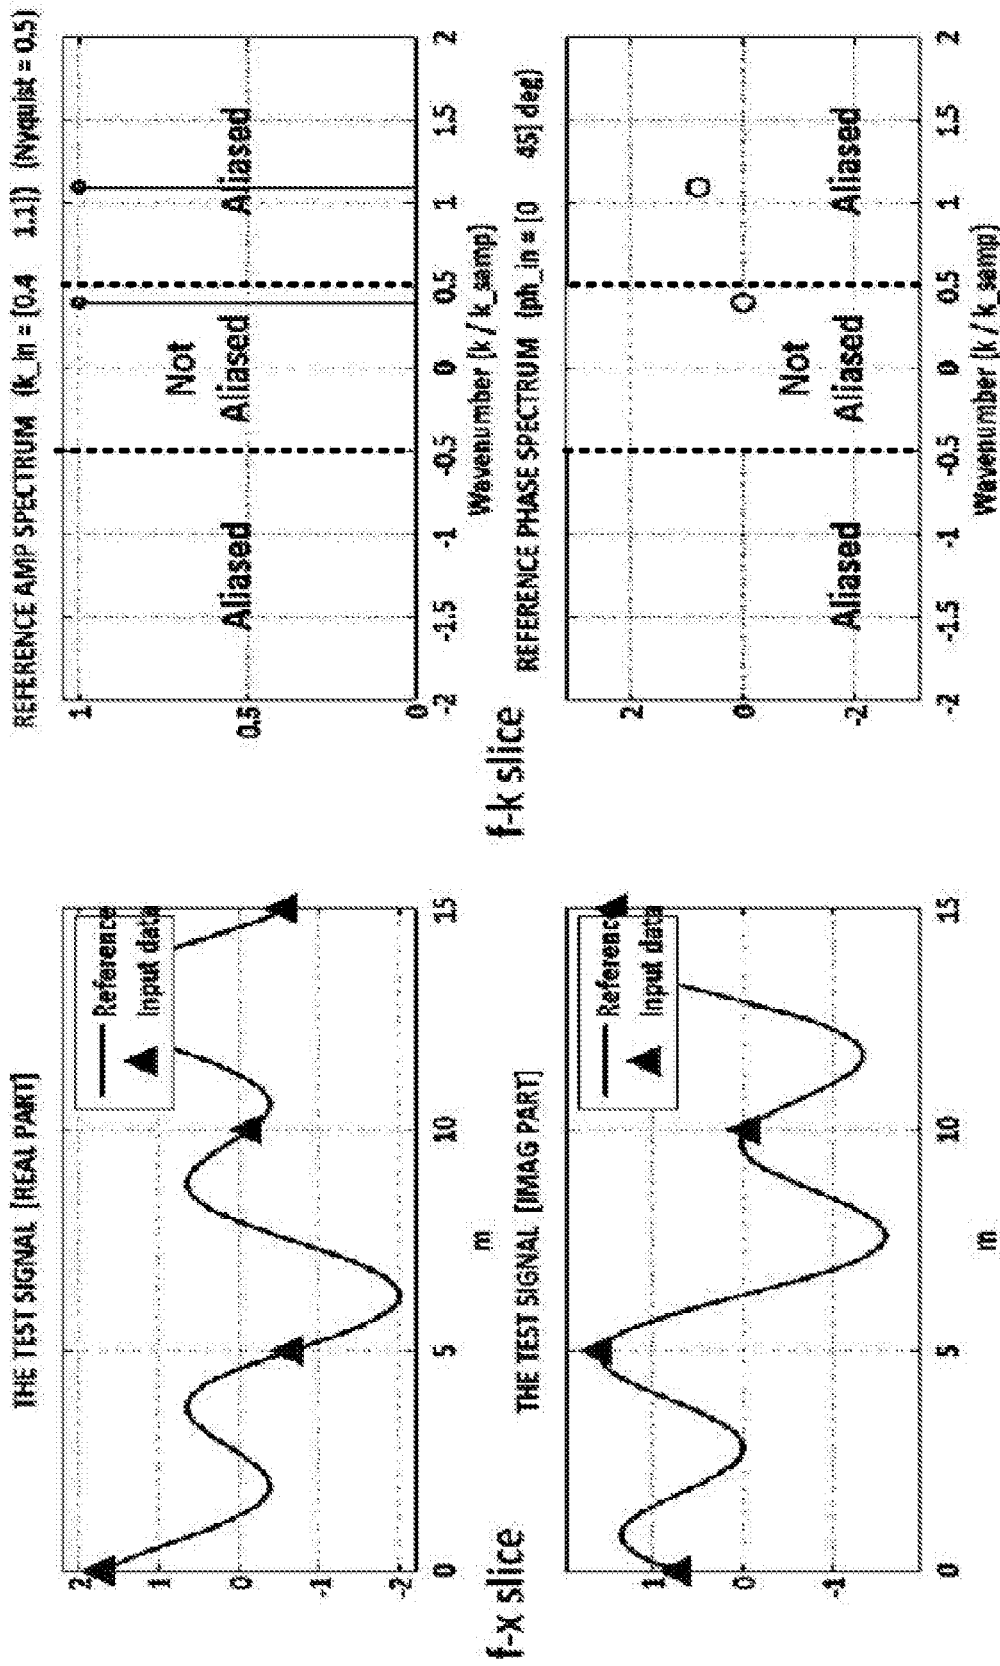 THE TEST SIGNAL [REAL PART]
2
1
0
-1
-2
Reference
Input data
0
5
10
15
m
f-x slice
THE TEST SIGNAL [IMAG PART]
1
0
-1
Reference
Input data
0
5
10
15
m
REFERENCE AMP SPECTRUM (k_in = [0.4 1.1]) (Nyquist = 0.5)
1
0.5
0
Aliased
Not
Aliased
Aliased
-2
-1.5
-1
-0.5
0
0.5
1
1.5
2
Wavenumber [k / k_samp]
f-k slice
REFERENCE PHASE SPECTRUM (ph_in = [0 45] deg)
2
0
-2
Aliased
Not
Aliased
Aliased
-2
-1.5
-1
-0.5
0
0.5
1
1.5
2
Wavenumber [k / k_samp]